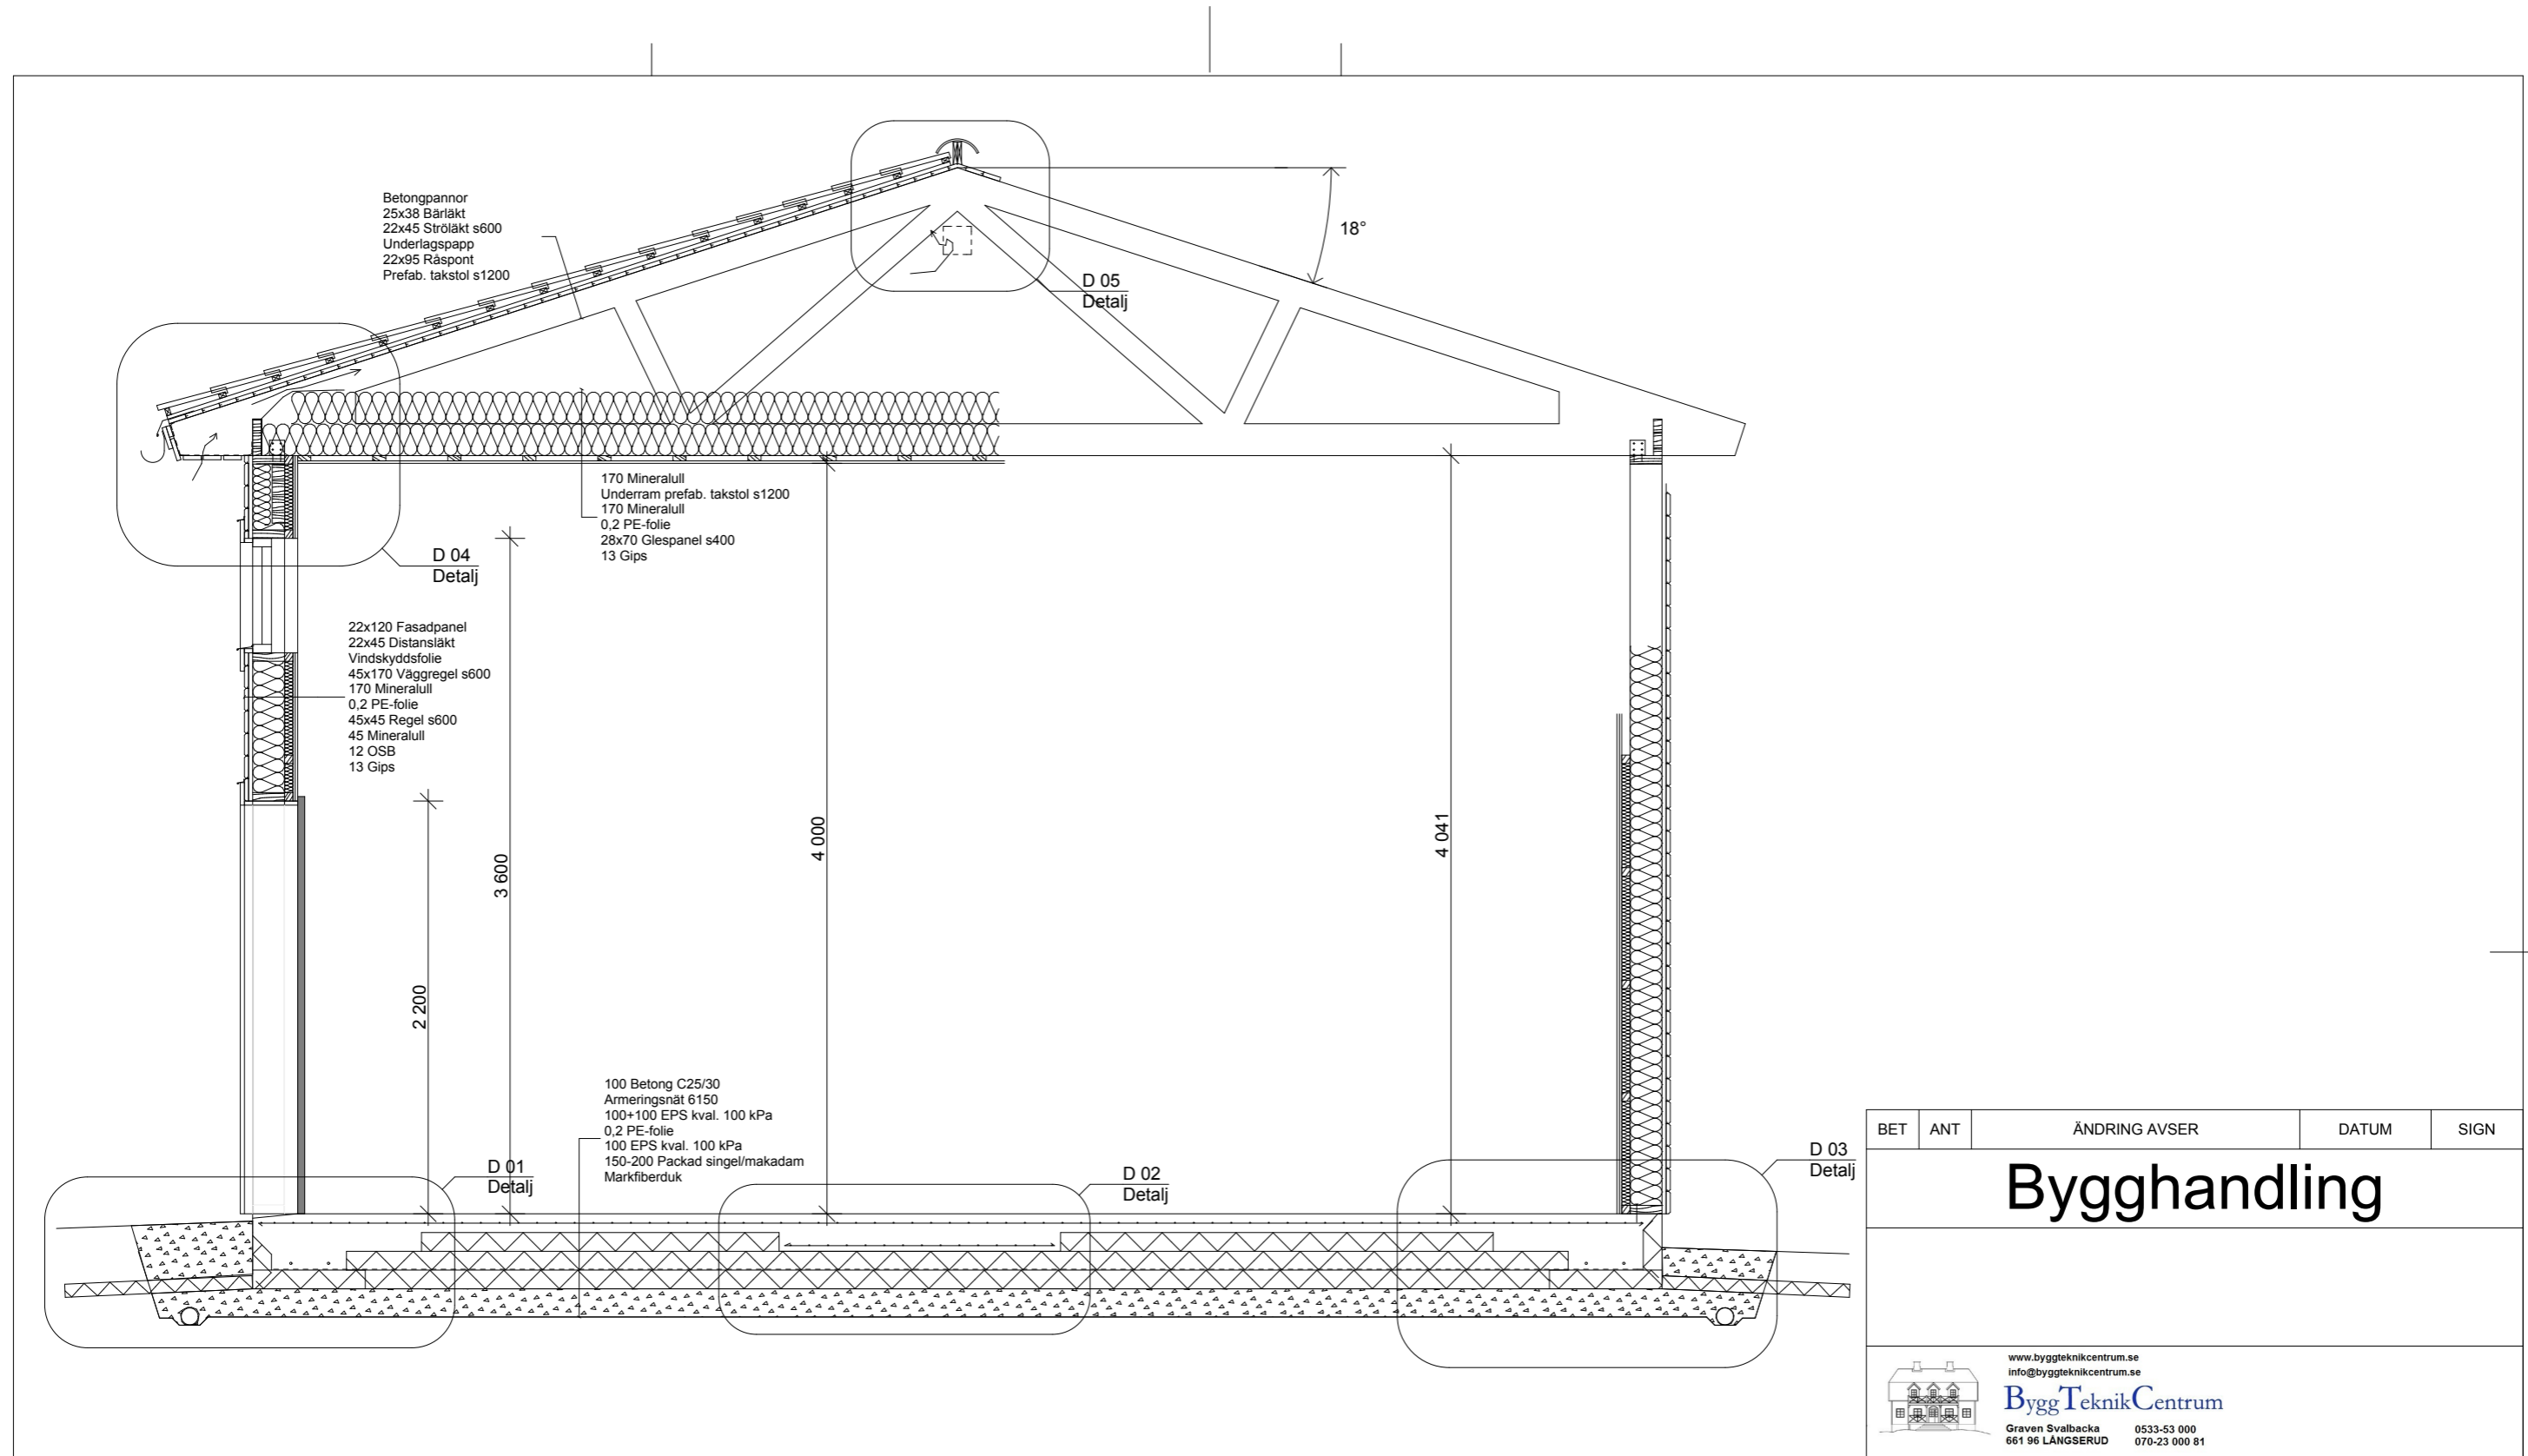 Betongpannor
25x38 Bärläkt
22x45 Ströläkt s600
Underlagspapp
22x95 Råspont
Prefab. takstol s1200
18°
D 05
Detalj
170 Mineralull
Underram prefab. takstol s1200
170 Mineralull
0,2 PE-folie
28x70 Glespanel s400
13 Gips
D 04
Detalj
22x120 Fasadpanel
22x45 Distansläkt
Vindskyddsfolie
45x170 Väggregel s600
170 Mineralull
0,2 PE-folie
45x45 Regel s600
45 Mineralull
12 OSB
13 Gips
2 200
3 600
4 000
4 041
100 Betong C25/30
Armeringsnät 6150
100+100 EPS kval. 100 kPa
0,2 PE-folie
100 EPS kval. 100 kPa
150-200 Packad singel/makadam
Markfiberduk
D 01
Detalj
D 02
Detalj
D 03
Detalj
BET ANT ÄNDRING AVSER DATUM SIGN
Bygghandling
www.byggteknikcentrum.se
info@byggteknikcentrum.se
ByggTeknikCentrum
Graven Svalbacka 0533-53 000
661 96 LÅNGSERUD 070-23 000 81